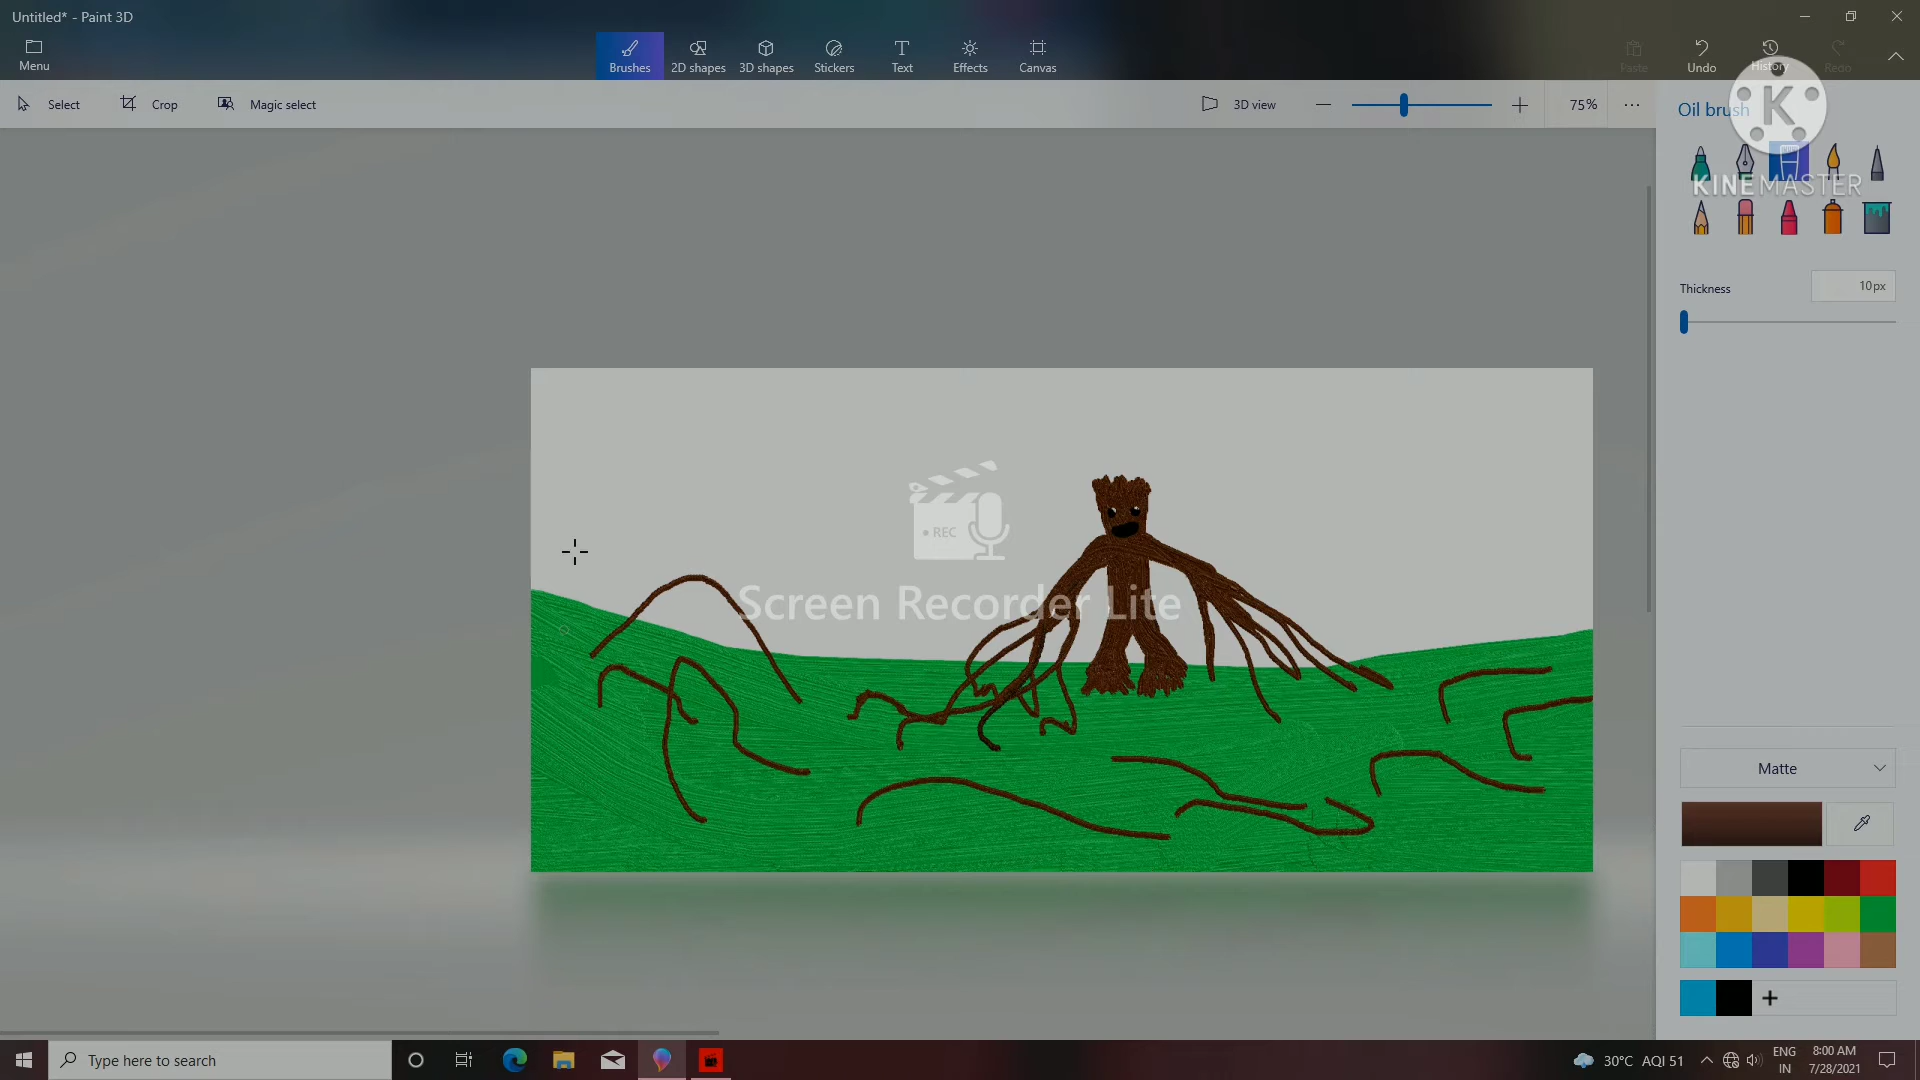 Untitled* - Paint 3D
Menu
Brushes
2D shapes
3D shapes
Stickers
Text
Effects
Canvas
Paste
Undo
History
Redo
Select
Crop
Magic select
3D view
75%
Oil brush
K
KINEMASTER
Thickness
10px
REC
Screen Recorder Lite
Matte
Type here to search
30°C AQI 51
ENG
IN
8:00 AM
7/28/2021